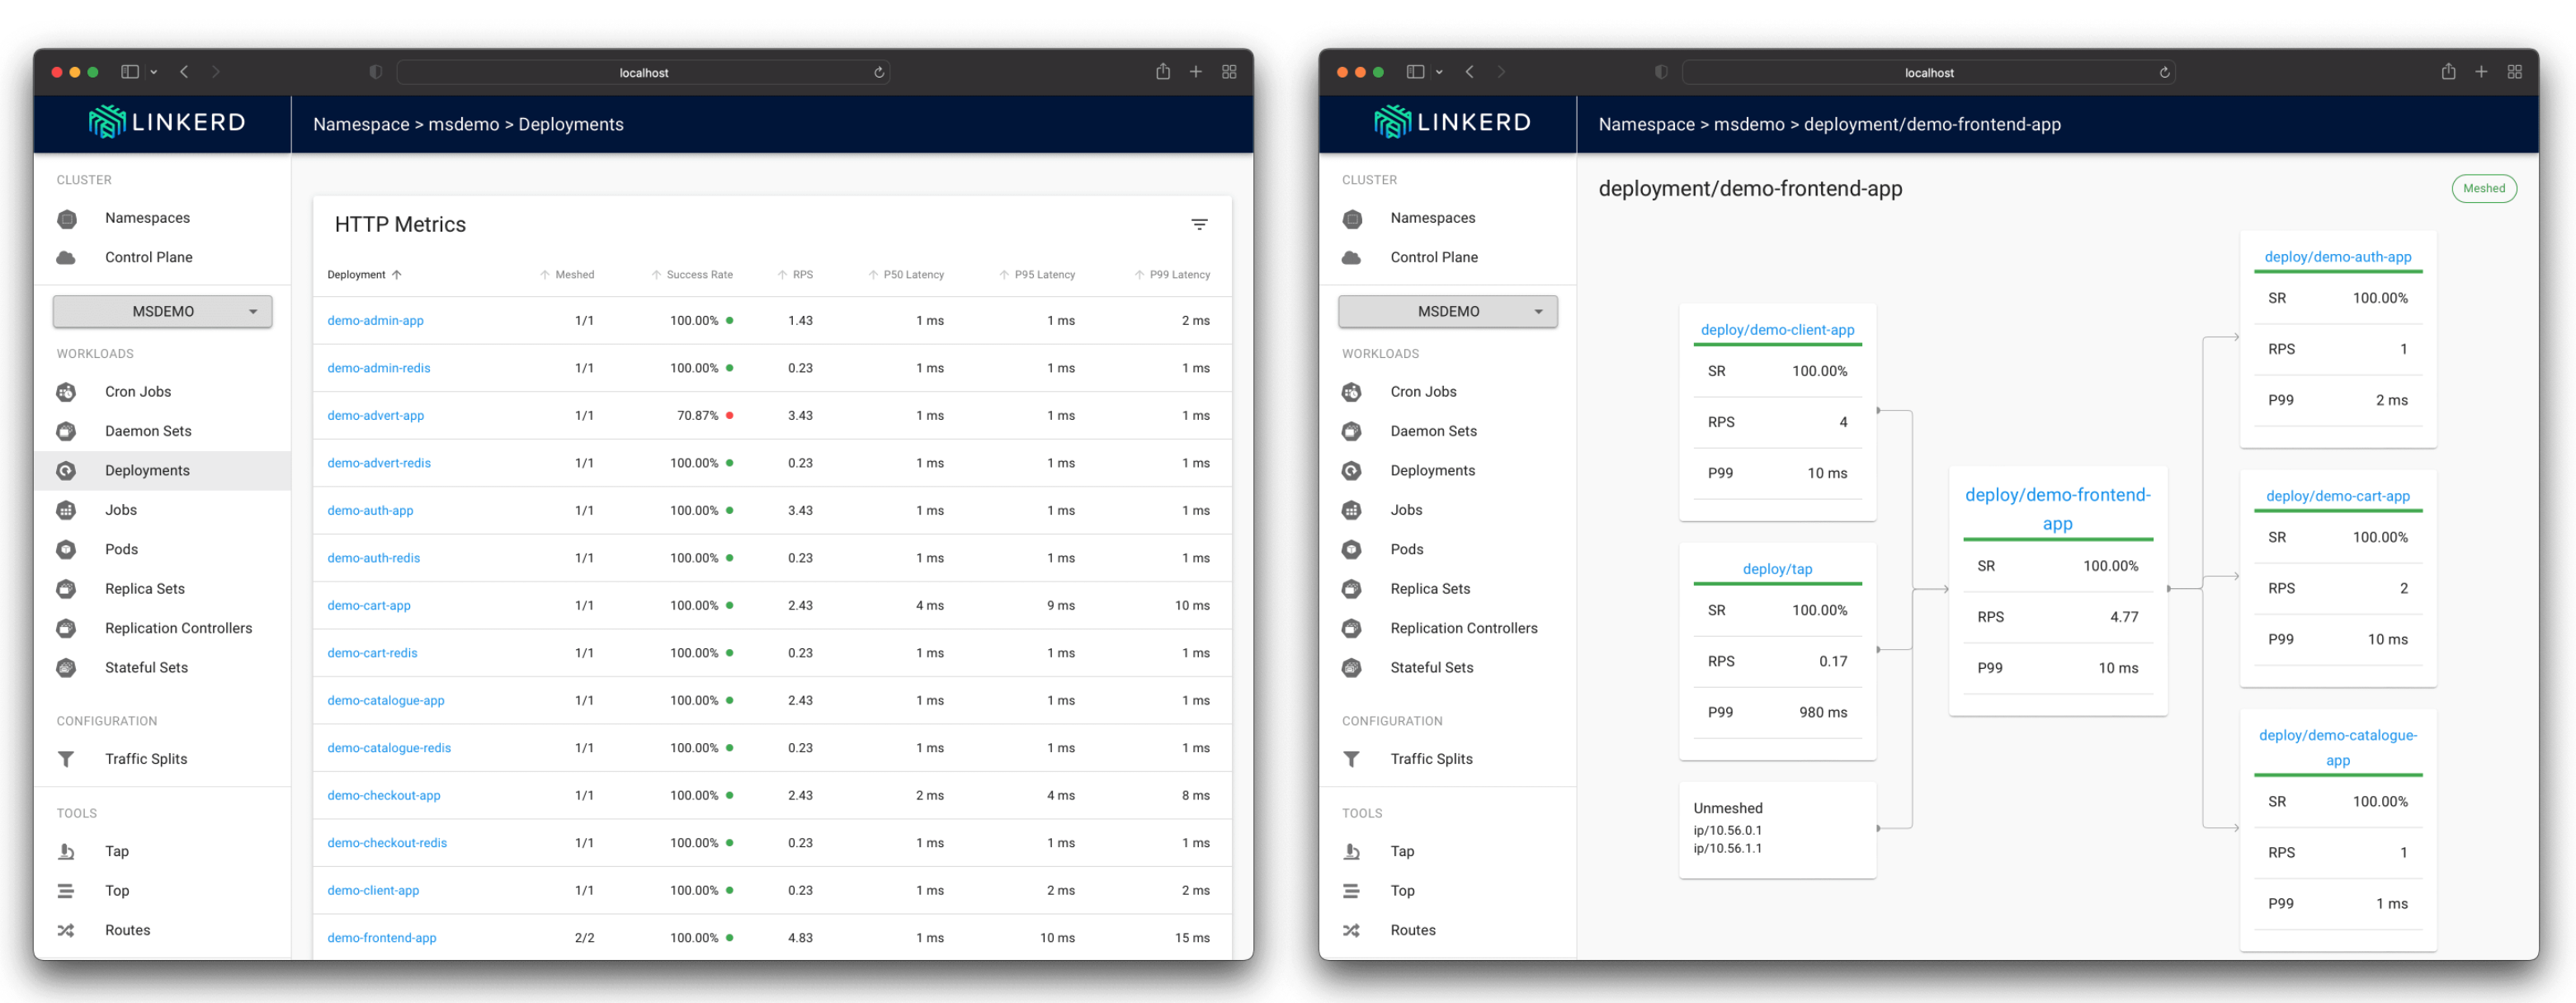 localhost
LINKERD
Namespace > msdemo > Deployments
CLUSTER
Namespaces
Control Plane
MSDEMO
WORKLOADS
Cron Jobs
Daemon Sets
Deployments
Jobs
Pods
Replica Sets
Replication Controllers
Stateful Sets
CONFIGURATION
Traffic Splits
TOOLS
Tap
Top
Routes
HTTP Metrics
Deployment Meshed Success Rate RPS P50 Latency P95 Latency P99 Latency
demo-admin-app 1/1 100.00% 1.43 1 ms 1 ms 2 ms
demo-admin-redis 1/1 100.00% 0.23 1 ms 1 ms 1 ms
demo-advert-app 1/1 70.87% 3.43 1 ms 1 ms 1 ms
demo-advert-redis 1/1 100.00% 0.23 1 ms 1 ms 1 ms
demo-auth-app 1/1 100.00% 3.43 1 ms 1 ms 1 ms
demo-auth-redis 1/1 100.00% 0.23 1 ms 1 ms 1 ms
demo-cart-app 1/1 100.00% 2.43 4 ms 9 ms 10 ms
demo-cart-redis 1/1 100.00% 0.23 1 ms 1 ms 1 ms
demo-catalogue-app 1/1 100.00% 2.43 1 ms 1 ms 1 ms
demo-catalogue-redis 1/1 100.00% 0.23 1 ms 1 ms 1 ms
demo-checkout-app 1/1 100.00% 2.43 2 ms 4 ms 8 ms
demo-checkout-redis 1/1 100.00% 0.23 1 ms 1 ms 1 ms
demo-client-app 1/1 100.00% 0.23 1 ms 2 ms 2 ms
demo-frontend-app 2/2 100.00% 4.83 1 ms 10 ms 15 ms
localhost
LINKERD
Namespace > msdemo > deployment/demo-frontend-app
CLUSTER
Namespaces
Control Plane
MSDEMO
WORKLOADS
Cron Jobs
Daemon Sets
Deployments
Jobs
Pods
Replica Sets
Replication Controllers
Stateful Sets
CONFIGURATION
Traffic Splits
TOOLS
Tap
Top
Routes
deployment/demo-frontend-app
Meshed
deploy/demo-client-app
SR 100.00%
RPS 4
P99 10 ms
deploy/tap
SR 100.00%
RPS 0.17
P99 980 ms
Unmeshed
ip/10.56.0.1
ip/10.56.1.1
deploy/demo-frontend-
app
SR 100.00%
RPS 4.77
P99 10 ms
deploy/demo-auth-app
SR 100.00%
RPS 1
P99 2 ms
deploy/demo-cart-app
SR 100.00%
RPS 2
P99 10 ms
deploy/demo-catalogue-
app
SR 100.00%
RPS 1
P99 1 ms